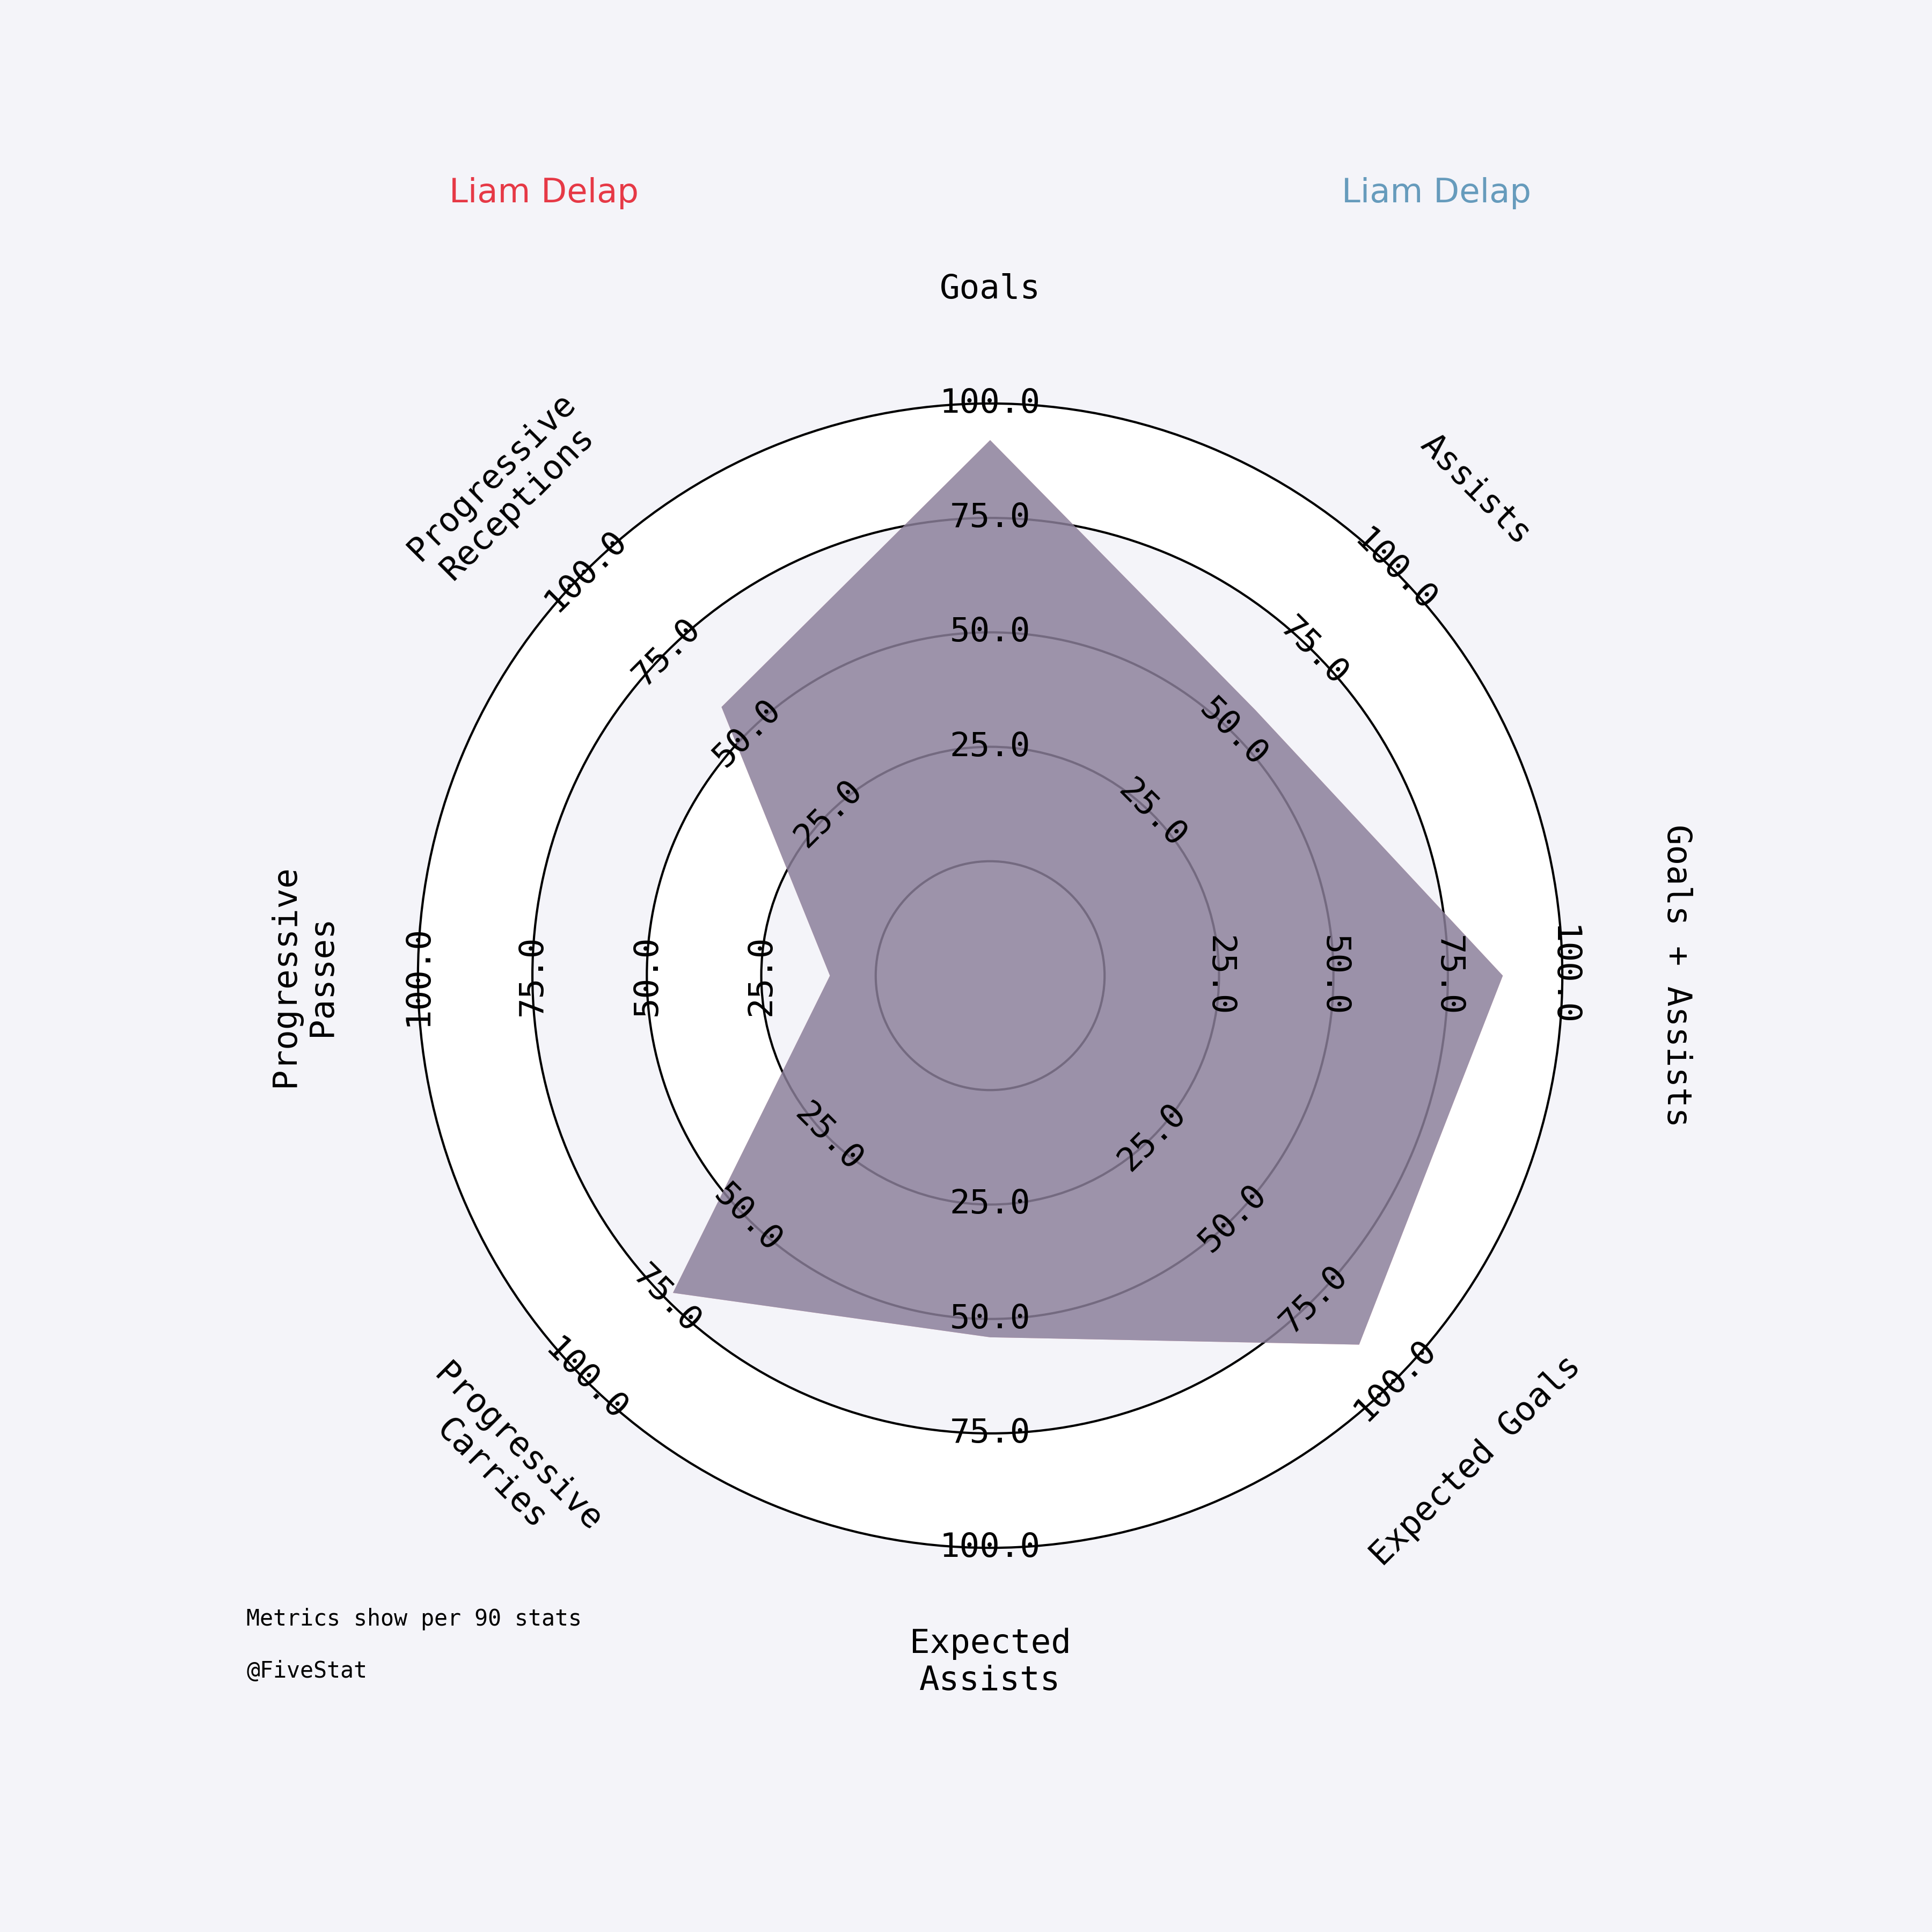 Liam Delap
Liam Delap
Goals
100.0
75.0
50.0
25.0
Assists
100.0
75.0
50.0
25.0
Goals + Assists
100.0
75.0
50.0
25.0
Expected Goals
100.0
75.0
50.0
25.0
Expected
Assists
100.0
75.0
50.0
25.0
Progressive
Carries
100.0
75.0
50.0
25.0
Progressive
Passes
100.0
75.0
50.0
25.0
Progressive
Receptions
100.0
75.0
50.0
25.0
Metrics show per 90 stats
@FiveStat